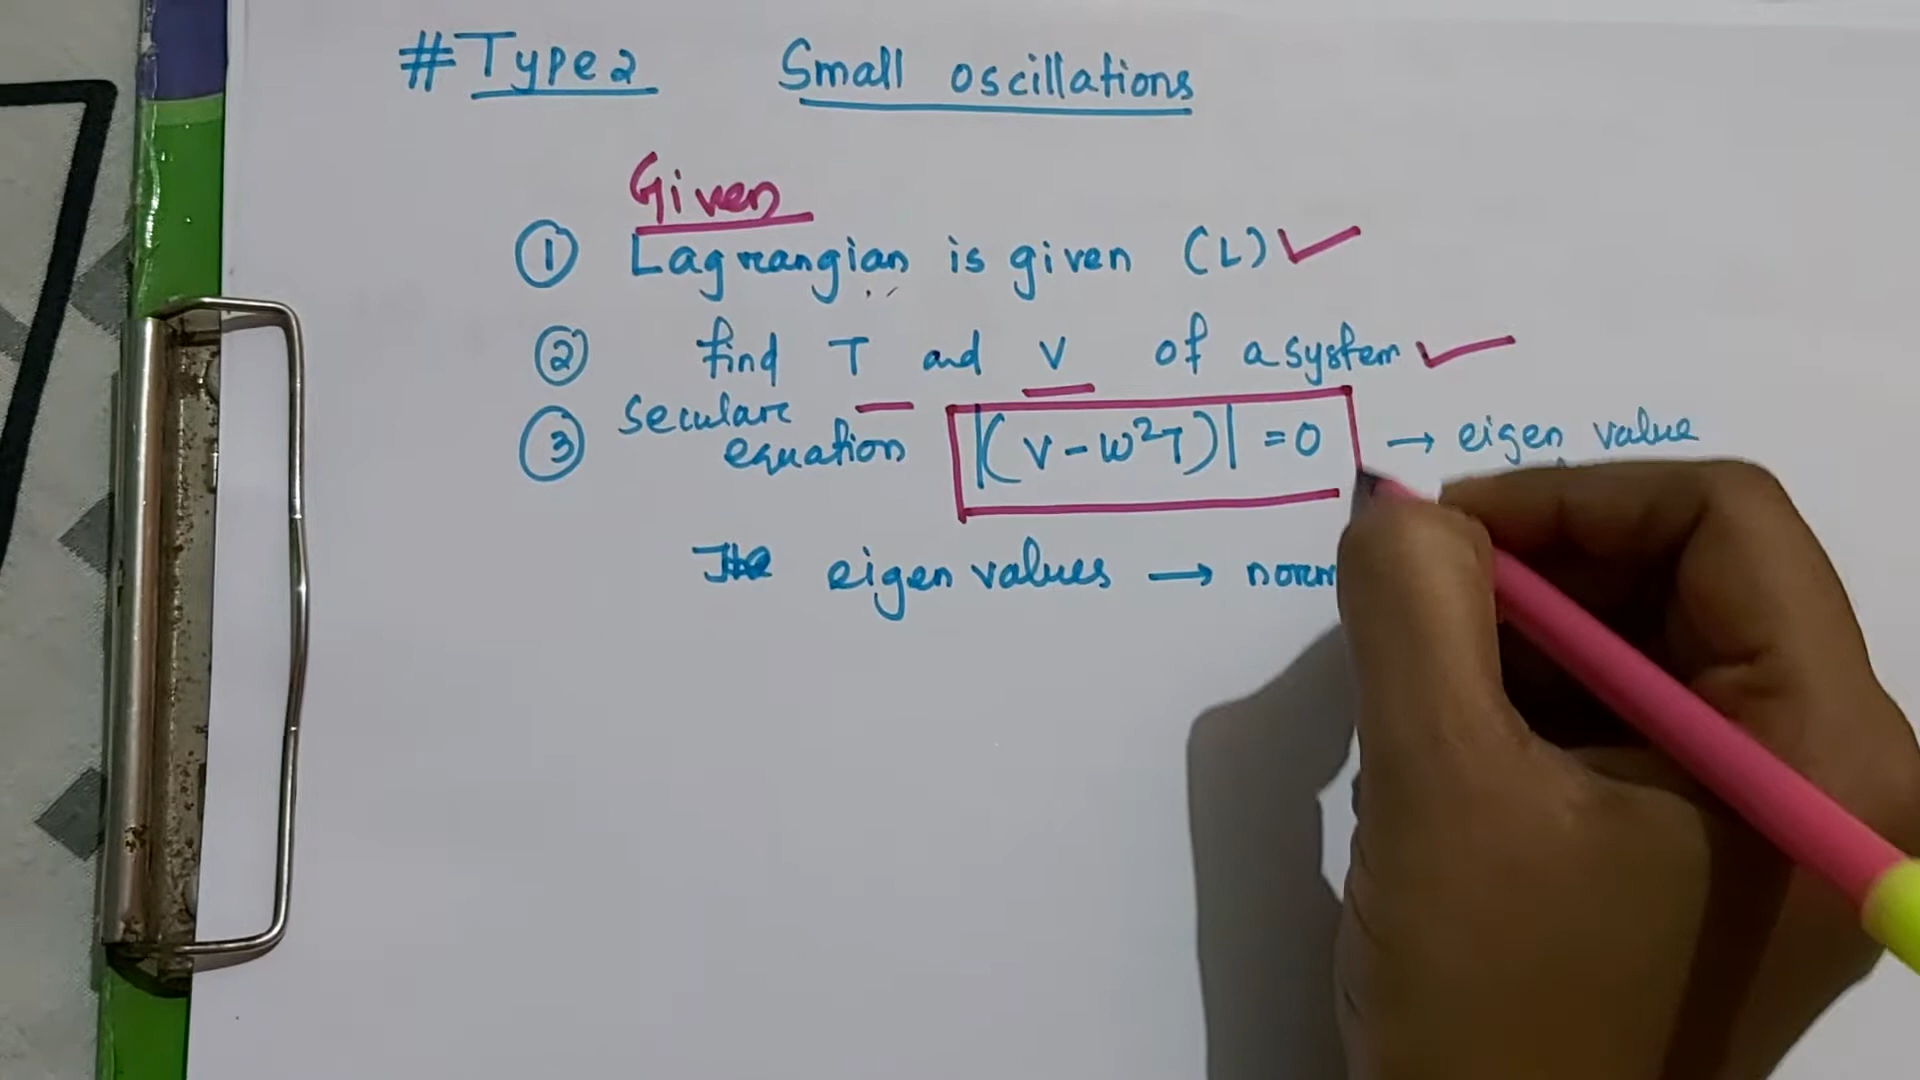 #Type2 Small oscillations
Given
① Lagrangian is given (L) ✓
② find T and V of a system ✓
③ Seculare equation |(V-ω²T)| =0 → eigen value
The eigen values → norm